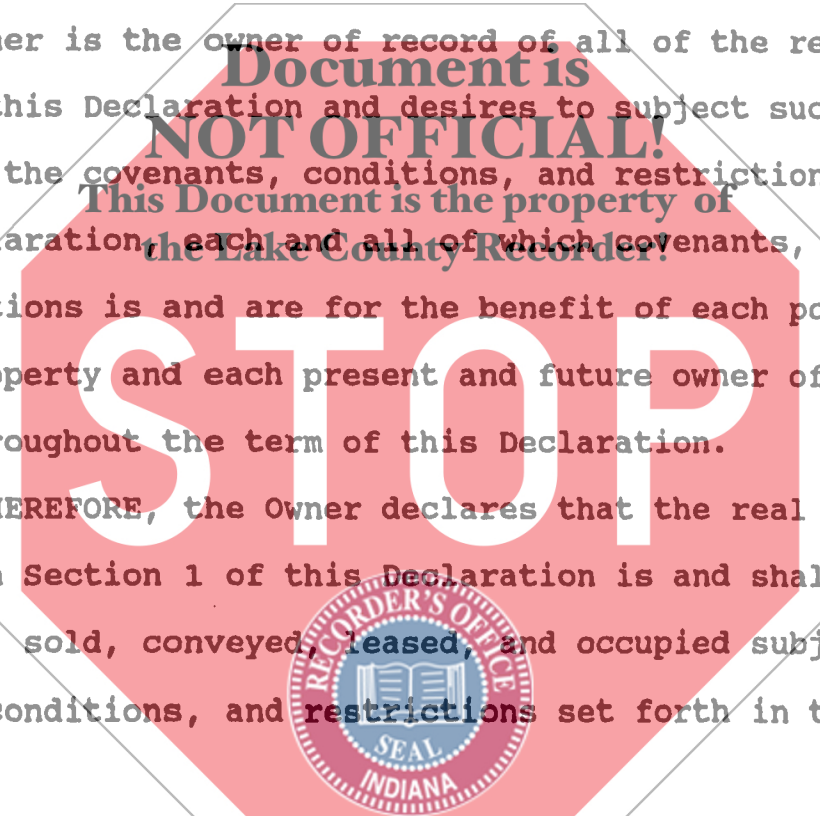 er is the owner of record of all of the re
Document is
this Declaration and desires to subject suc
NOT OFFICIAL!
the covenants, conditions, and restriction
This Document is the property of
aration, each and all of which covenants,
the Lake County Recorder!
tions is and are for the benefit of each po
STOP
perty and each present and future owner of
roughout the term of this Declaration.
HEREFORE, the Owner declares that the real
Section 1 of this Declaration is and shal
RECORDER'S OFFICE
sold, conveyed, leased, and occupied subj
conditions, and restrictions set forth in t
SEAL
INDIANA